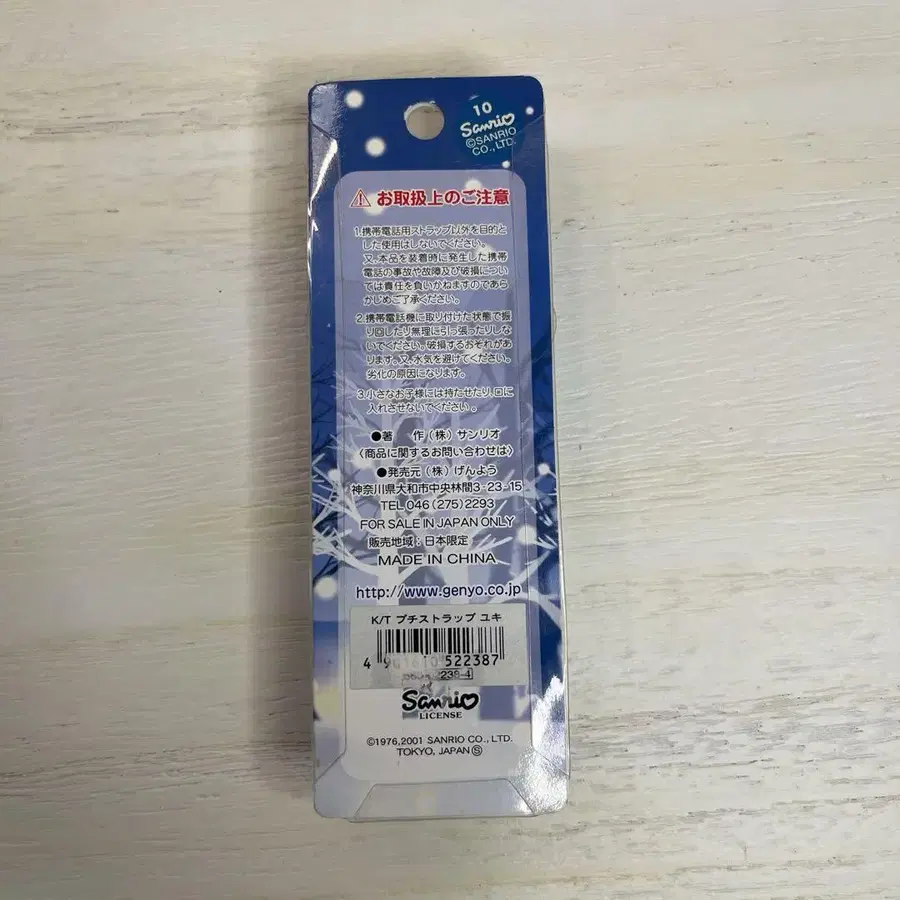 10
Sanrio
©SANRIO
CO., LTD.
⚠ お取扱上のご注意
1.携帯電話用ストラップ以外を目的と
した使用はしないでください。
又、本品を装着時に発生した携帯
電話の事故や故障及び破損につい
ては責任を負いかねますのであら
かじめご了承ください。
2.携帯電話機に取り付けた状態で振
り回したり無理に引っ張ったりしな
いでください。破損するおそれがあ
ります。又、水気を避けてください。
劣化の原因になります。
3.小さなお子様には持たせたり、口に
入れさせないでください。
●著 作(株)サンリオ
〈商品に関するお問い合わせは〉
●発売元(株)げんよう
神奈川県大和市中央林間3-23-15
TEL 046(275)2293
FOR SALE IN JAPAN ONLY
販売地域:日本限定
MADE IN CHINA
http://www.genyo.co.jp
K/T プチストラップ ユキ
522387
Sanrio
LICENSE
©1976,2001 SANRIO CO., LTD.
TOKYO, JAPAN Ⓢ